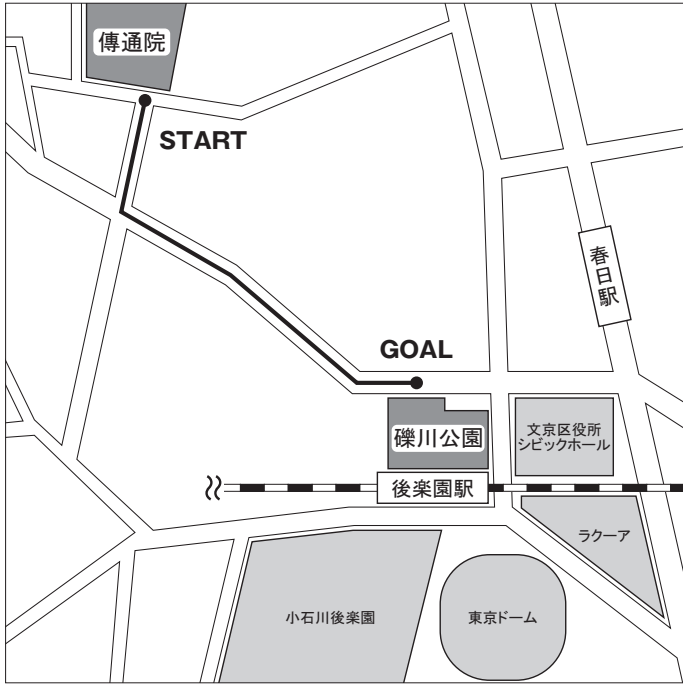 傳通院
START
春日駅
GOAL
礫川公園
文京区役所
シビックホール
後楽園駅
ラクーア
小石川後楽園
東京ドーム